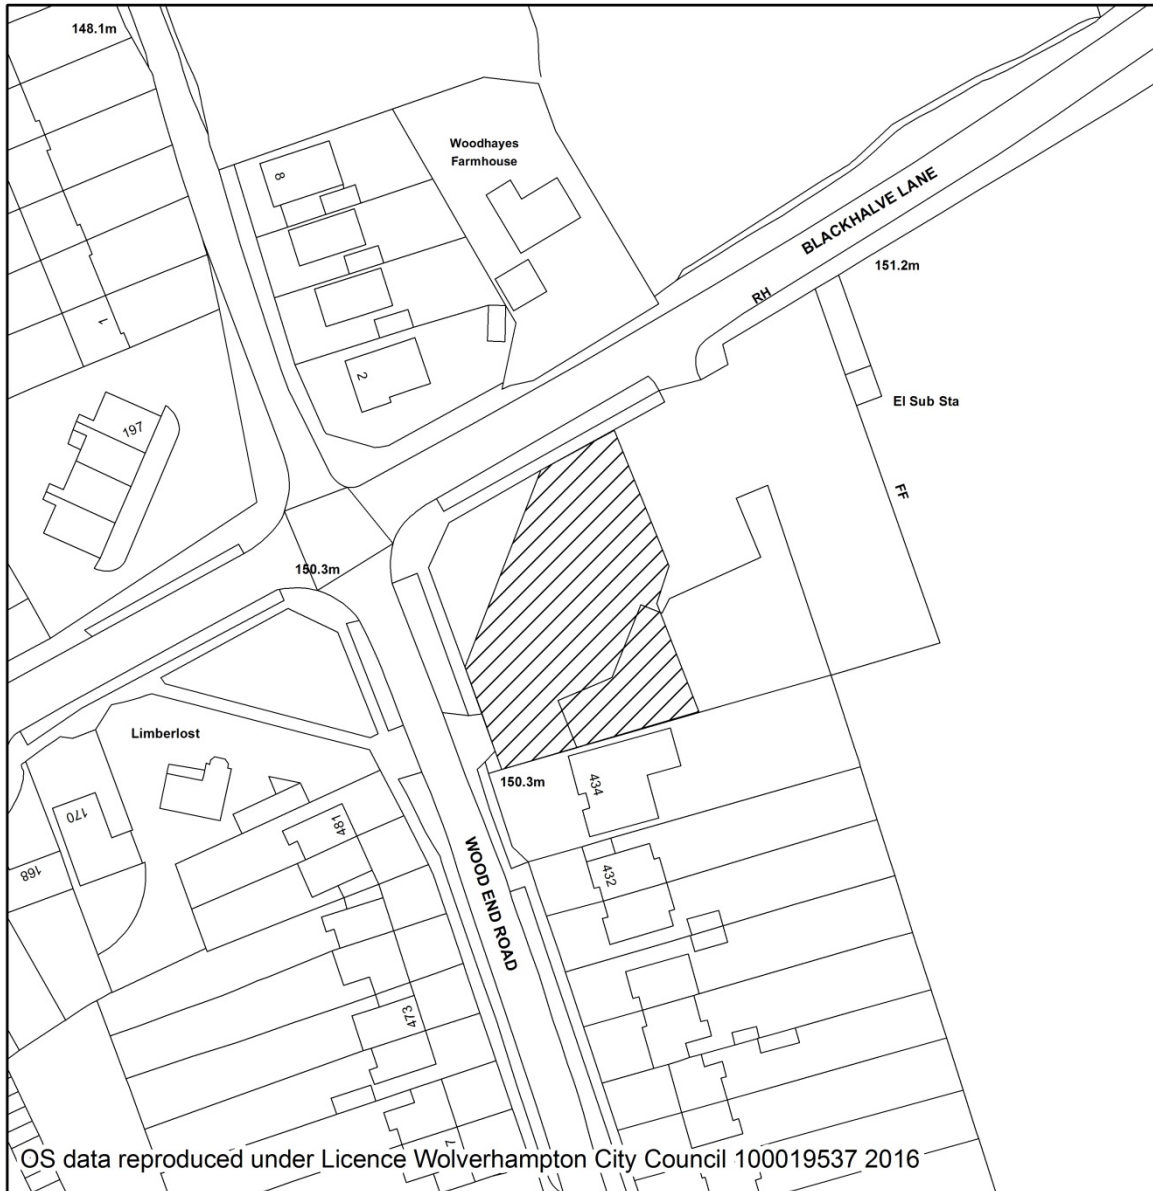 148.1m
Woodhayes
Farmhouse
8
BLACKHALVE LANE
151.2m
RH
1
2
El Sub Sta
197
FF
150.3m
Limberlost
150.3m
434
170
481
WOOD END ROAD
168
432
473
7
OS data reproduced under Licence Wolverhampton City Council 100019537 2016